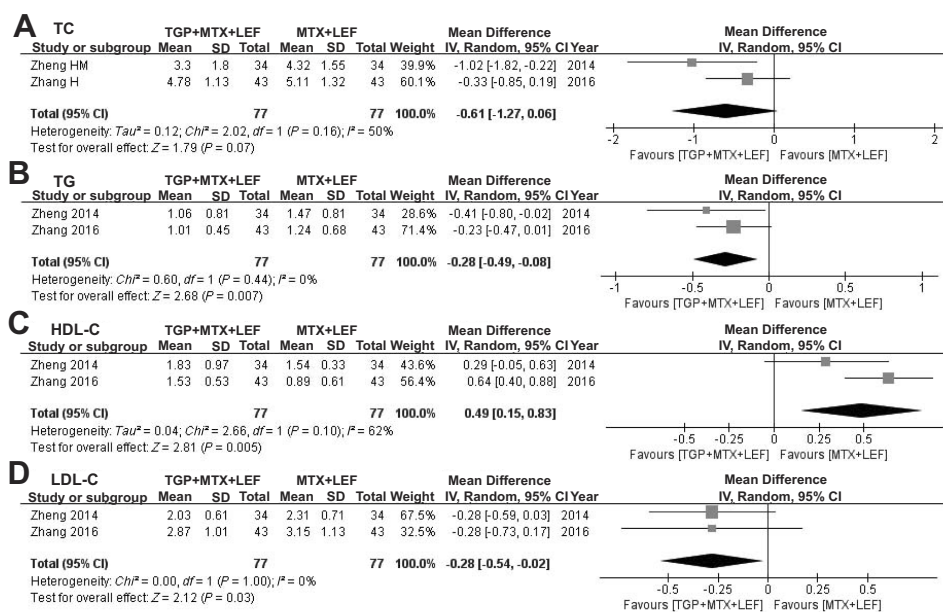 A TC TGP+MTX+LEF MTX+LEF Mean Difference Mean Difference
Study or subgroup Mean SD Total Mean SD Total Weight IV, Random, 95% CI Year IV, Random, 95% CI
Zheng HM 3.3 1.8 34 4.32 1.55 34 39.9% -1.02 [-1.82, -0.22] 2014
Zhang H 4.78 1.13 43 5.11 1.32 43 60.1% -0.33 [-0.85, 0.19] 2016
Total (95% CI) 77 77 100.0% -0.61 [-1.27, 0.06]
Heterogeneity: Tau² = 0.12; Chi² = 2.02, df = 1 (P = 0.16); I² = 50%
Test for overall effect: Z = 1.79 (P = 0.07)
-2 -1 0 1 2
Favours [TGP+MTX+LEF] Favours [MTX+LEF]
B TG TGP+MTX+LEF MTX+LEF Mean Difference Mean Difference
Study or subgroup Mean SD Total Mean SD Total Weight IV, Random, 95% CI Year IV, Random, 95% CI
Zheng 2014 1.06 0.81 34 1.47 0.81 34 28.6% -0.41 [-0.80, -0.02] 2014
Zhang 2016 1.01 0.45 43 1.24 0.68 43 71.4% -0.23 [-0.47, 0.01] 2016
Total (95% CI) 77 77 100.0% -0.28 [-0.49, -0.08]
Heterogeneity: Chi² = 0.60, df = 1 (P = 0.44); I² = 0%
Test for overall effect: Z = 2.68 (P = 0.007)
-1 -0.5 0 0.5 1
Favours [TGP+MTX+LEF] Favours [MTX+LEF]
C HDL-C TGP+MTX+LEF MTX+LEF Mean Difference Mean Difference
Study or subgroup Mean SD Total Mean SD Total Weight IV, Random, 95% CI Year IV, Random, 95% CI
Zheng 2014 1.83 0.97 34 1.54 0.33 34 43.6% 0.29 [-0.05, 0.63] 2014
Zhang 2016 1.53 0.53 43 0.89 0.61 43 56.4% 0.64 [0.40, 0.88] 2016
Total (95% CI) 77 77 100.0% 0.49 [0.15, 0.83]
Heterogeneity: Tau² = 0.04; Chi² = 2.66, df = 1 (P = 0.10); I² = 62%
Test for overall effect: Z = 2.81 (P = 0.005)
-0.5 -0.25 0 0.25 0.5
Favours [TGP+MTX+LEF] Favours [MTX+LEF]
D LDL-C TGP+MTX+LEF MTX+LEF Mean Difference Mean Difference
Study or subgroup Mean SD Total Mean SD Total Weight IV, Random, 95% CI Year IV, Random, 95% CI
Zheng 2014 2.03 0.61 34 2.31 0.71 34 67.5% -0.28 [-0.59, 0.03] 2014
Zhang 2016 2.87 1.01 43 3.15 1.13 43 32.5% -0.28 [-0.73, 0.17] 2016
Total (95% CI) 77 77 100.0% -0.28 [-0.54, -0.02]
Heterogeneity: Chi² = 0.00, df = 1 (P = 1.00); I² = 0%
Test for overall effect: Z = 2.12 (P = 0.03)
-0.5 -0.25 0 0.25 0.5
Favours [TGP+MTX+LEF] Favours [MTX+LEF]